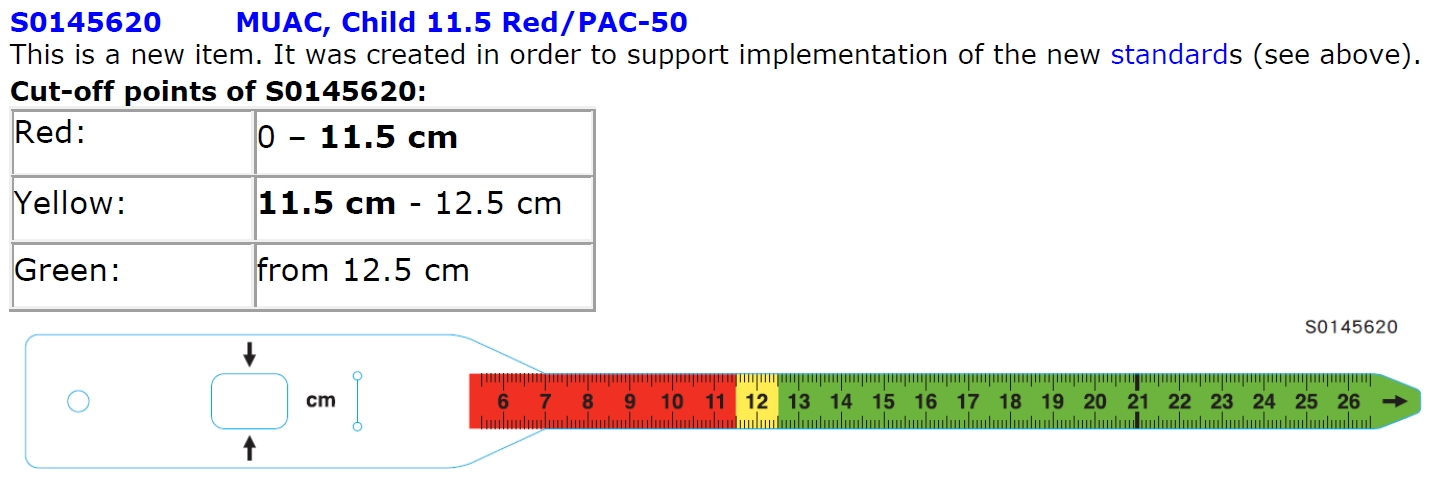 S0145620 MUAC, Child 11.5 Red/PAC-50
This is a new item. It was created in order to support implementation of the new standards (see above).
Cut-off points of S0145620:
Red: 0 – 11.5 cm
Yellow: 11.5 cm - 12.5 cm
Green: from 12.5 cm
S0145620
cm 6 7 8 9 10 11 12 13 14 15 16 17 18 19 20 21 22 23 24 25 26